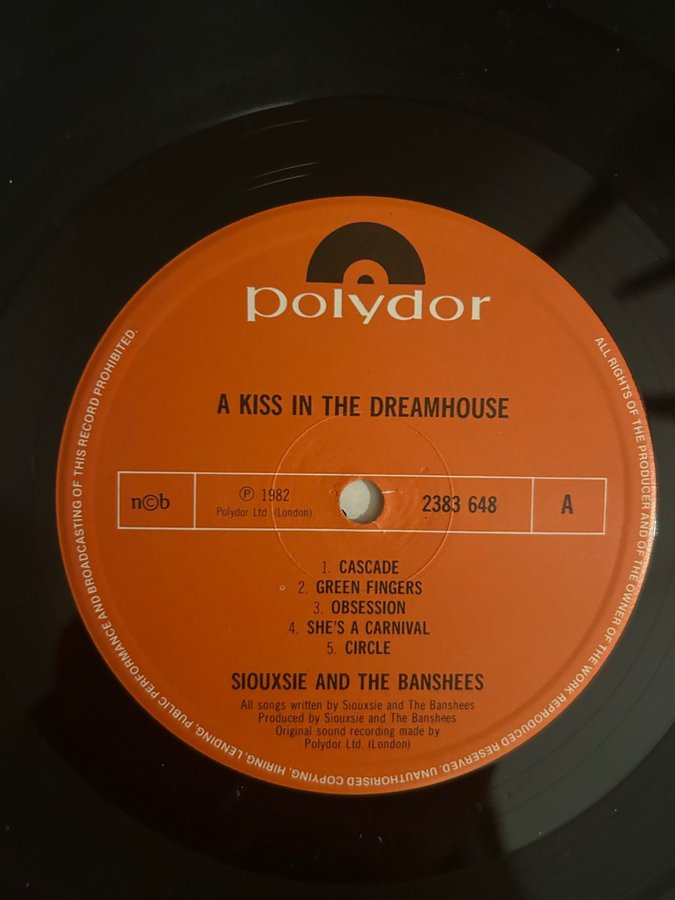 polydor
A KISS IN THE DREAMHOUSE
n©b
℗ 1982
Polydor Ltd. (London)
2383 648
A
1. CASCADE
2. GREEN FINGERS
3. OBSESSION
4. SHE'S A CARNIVAL
5. CIRCLE
SIOUXSIE AND THE BANSHEES
All songs written by Siouxsie and The Banshees
Produced by Siouxsie and The Banshees
Original sound recording made by
Polydor Ltd. (London)
ALL RIGHTS OF THE PRODUCER AND OF THE OWNER OF THE WORK REPRODUCED RESERVED. UNAUTHORISED COPYING, HIRING, LENDING, PUBLIC PERFORMANCE AND BROADCASTING OF THIS RECORD PROHIBITED.